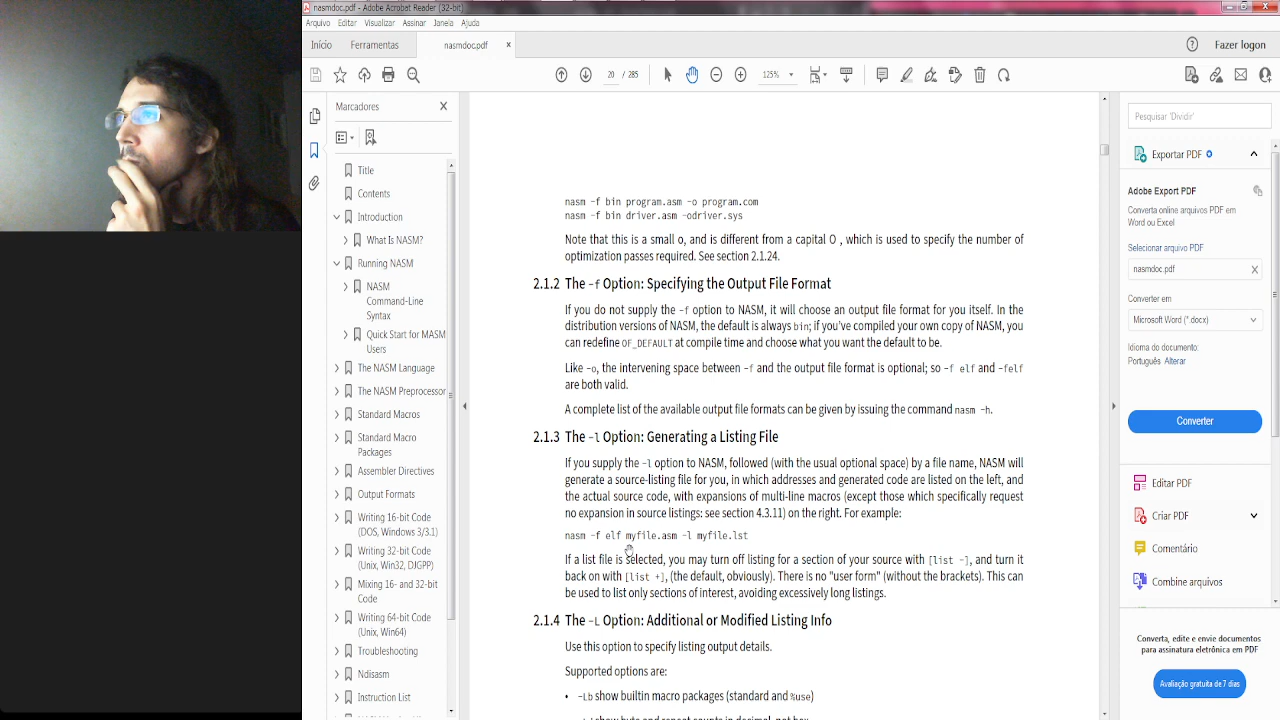 nasmdoc.pdf - Adobe Acrobat Reader (32-bit)
Arquivo Editar Visualizar Assinar Janela Ajuda
Início Ferramentas nasmdoc.pdf × Fazer logon
20 / 285 125%
Marcadores
Title
Contents
Introduction
What Is NASM?
Running NASM
NASM
Command-Line
Syntax
Quick Start for MASM
Users
The NASM Language
The NASM Preprocessor
Standard Macros
Standard Macro
Packages
Assembler Directives
Output Formats
Writing 16-bit Code
(DOS, Windows 3/3.1)
Writing 32-bit Code
(Unix, Win32, DJGPP)
Mixing 16- and 32-bit
Code
Writing 64-bit Code
(Unix, Win64)
Troubleshooting
Ndisasm
Instruction List
nasm -f bin program.asm -o program.com
nasm -f bin driver.asm -odriver.sys
Note that this is a small o, and is different from a capital O , which is used to specify the number of
optimization passes required. See section 2.1.24.
2.1.2 The -f Option: Specifying the Output File Format
If you do not supply the -f option to NASM, it will choose an output file format for you itself. In the
distribution versions of NASM, the default is always bin; if you've compiled your own copy of NASM, you
can redefine OF_DEFAULT at compile time and choose what you want the default to be.
Like -o, the intervening space between -f and the output file format is optional; so -f elf and -felf
are both valid.
A complete list of the available output file formats can be given by issuing the command nasm -h.
2.1.3 The -l Option: Generating a Listing File
If you supply the -l option to NASM, followed (with the usual optional space) by a file name, NASM will
generate a source-listing file for you, in which addresses and generated code are listed on the left, and
the actual source code, with expansions of multi-line macros (except those which specifically request
no expansion in source listings: see section 4.3.11) on the right. For example:
nasm -f elf myfile.asm -l myfile.lst
If a list file is selected, you may turn off listing for a section of your source with [list -], and turn it
back on with [list +], (the default, obviously). There is no "user form" (without the brackets). This can
be used to list only sections of interest, avoiding excessively long listings.
2.1.4 The -L Option: Additional or Modified Listing Info
Use this option to specify listing output details.
Supported options are:
• -Lb show builtin macro packages (standard and %use)
Pesquisar 'Dividir'
Exportar PDF
Adobe Export PDF
Converta online arquivos PDF em
Word ou Excel
Selecionar arquivo PDF
nasmdoc.pdf
Converter em
Microsoft Word (*.docx)
Idioma do documento:
Português Alterar
Converter
Editar PDF
Criar PDF
Comentário
Combine arquivos
Converta, edite e envie documentos
para assinatura eletrônica em PDF
Avaliação gratuita de 7 dias